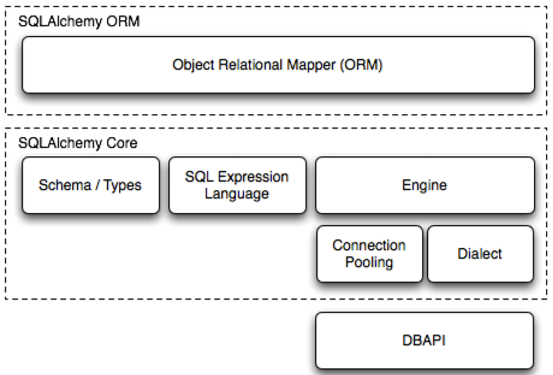 SQLAlchemy ORM
Object Relational Mapper (ORM)
SQLAlchemy Core
Schema / Types
SQL Expression
Language
Engine
Connection
Pooling
Dialect
DBAPI